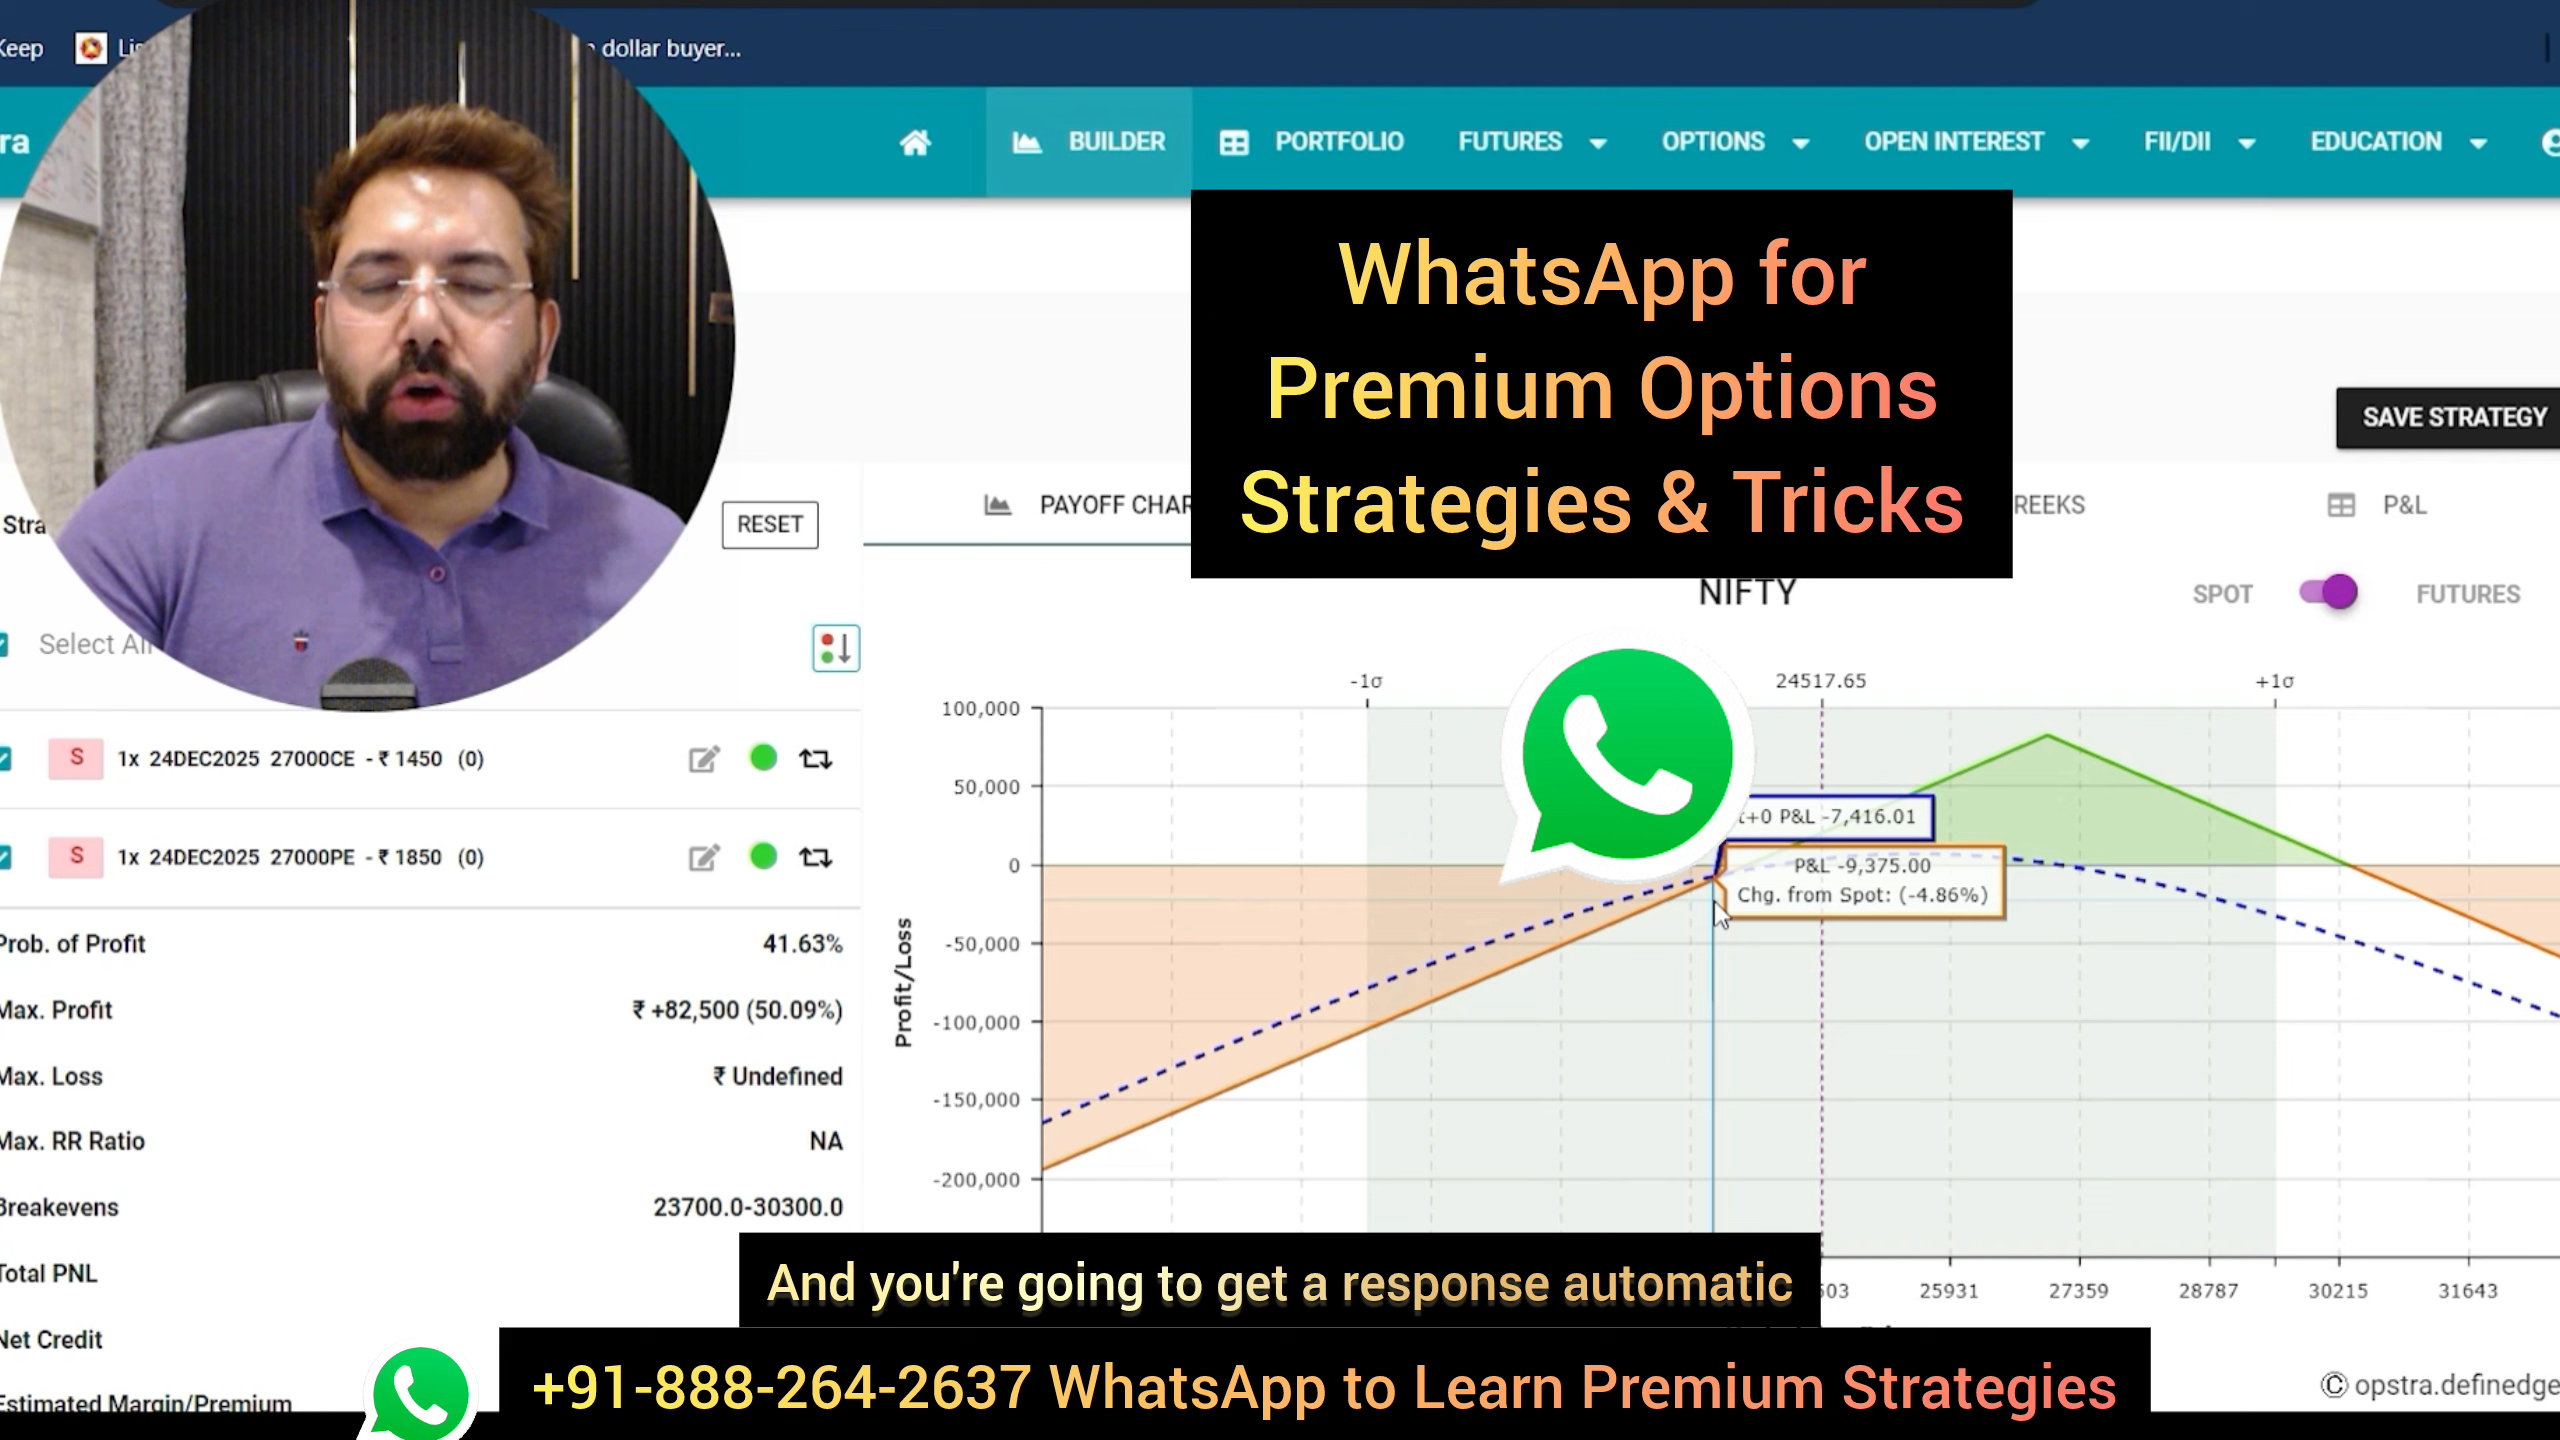 Keep
Lis
n dollar buyer...
ra
BUILDER
PORTFOLIO
FUTURES
OPTIONS
OPEN INTEREST
FII/DII
EDUCATION
WhatsApp for
Premium Options
Strategies & Tricks
SAVE STRATEGY
Stra
RESET
PAYOFF CHAR
REEKS
P&L
NIFTY
SPOT
FUTURES
Select All
-1σ
24517.65
+1σ
100,000
50,000
0
-50,000
-100,000
-150,000
-200,000
Profit/Loss
S 1x 24DEC2025 27000CE - ₹ 1450 (0)
S 1x 24DEC2025 27000PE - ₹ 1850 (0)
t+0 P&L -7,416.01
P&L -9,375.00
Chg. from Spot: (-4.86%)
Prob. of Profit 41.63%
Max. Profit ₹ +82,500 (50.09%)
Max. Loss ₹ Undefined
Max. RR Ratio NA
Breakevens 23700.0-30300.0
Total PNL
Net Credit
Estimated Margin/Premium
503 25931 27359 28787 30215 31643
And you're going to get a response automatic
+91-888-264-2637 WhatsApp to Learn Premium Strategies
© opstra.definedge